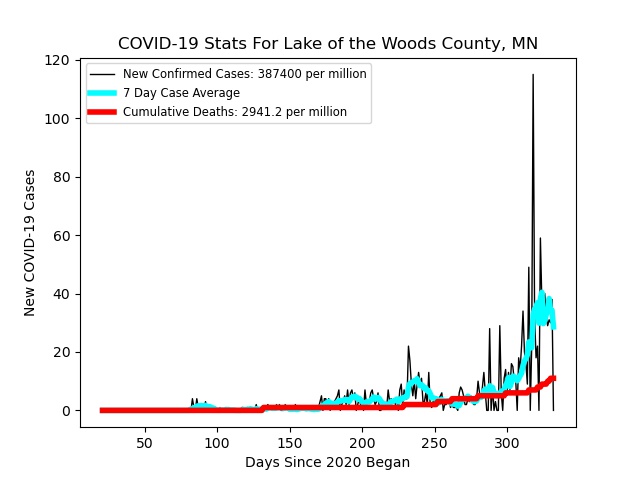 COVID-19 Stats For Lake of the Woods County, MN
New Confirmed Cases: 387400 per million
7 Day Case Average
Cumulative Deaths: 2941.2 per million
New COVID-19 Cases
120
100
80
60
40
20
0
50
100
150
200
250
300
Days Since 2020 Began